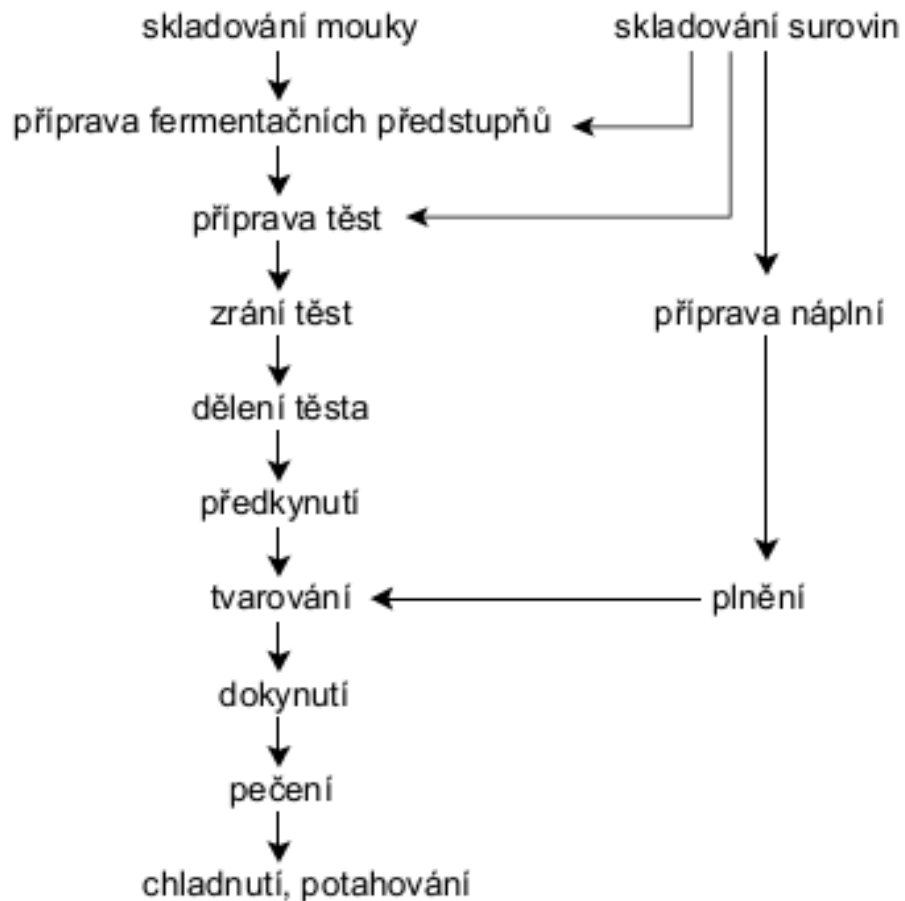 skladování mouky
skladování surovin
příprava fermentačních předstupňů
příprava těst
zrání těst
příprava náplní
dělení těsta
předkynutí
tvarování
plnění
dokynutí
pečení
chladnutí, potahování